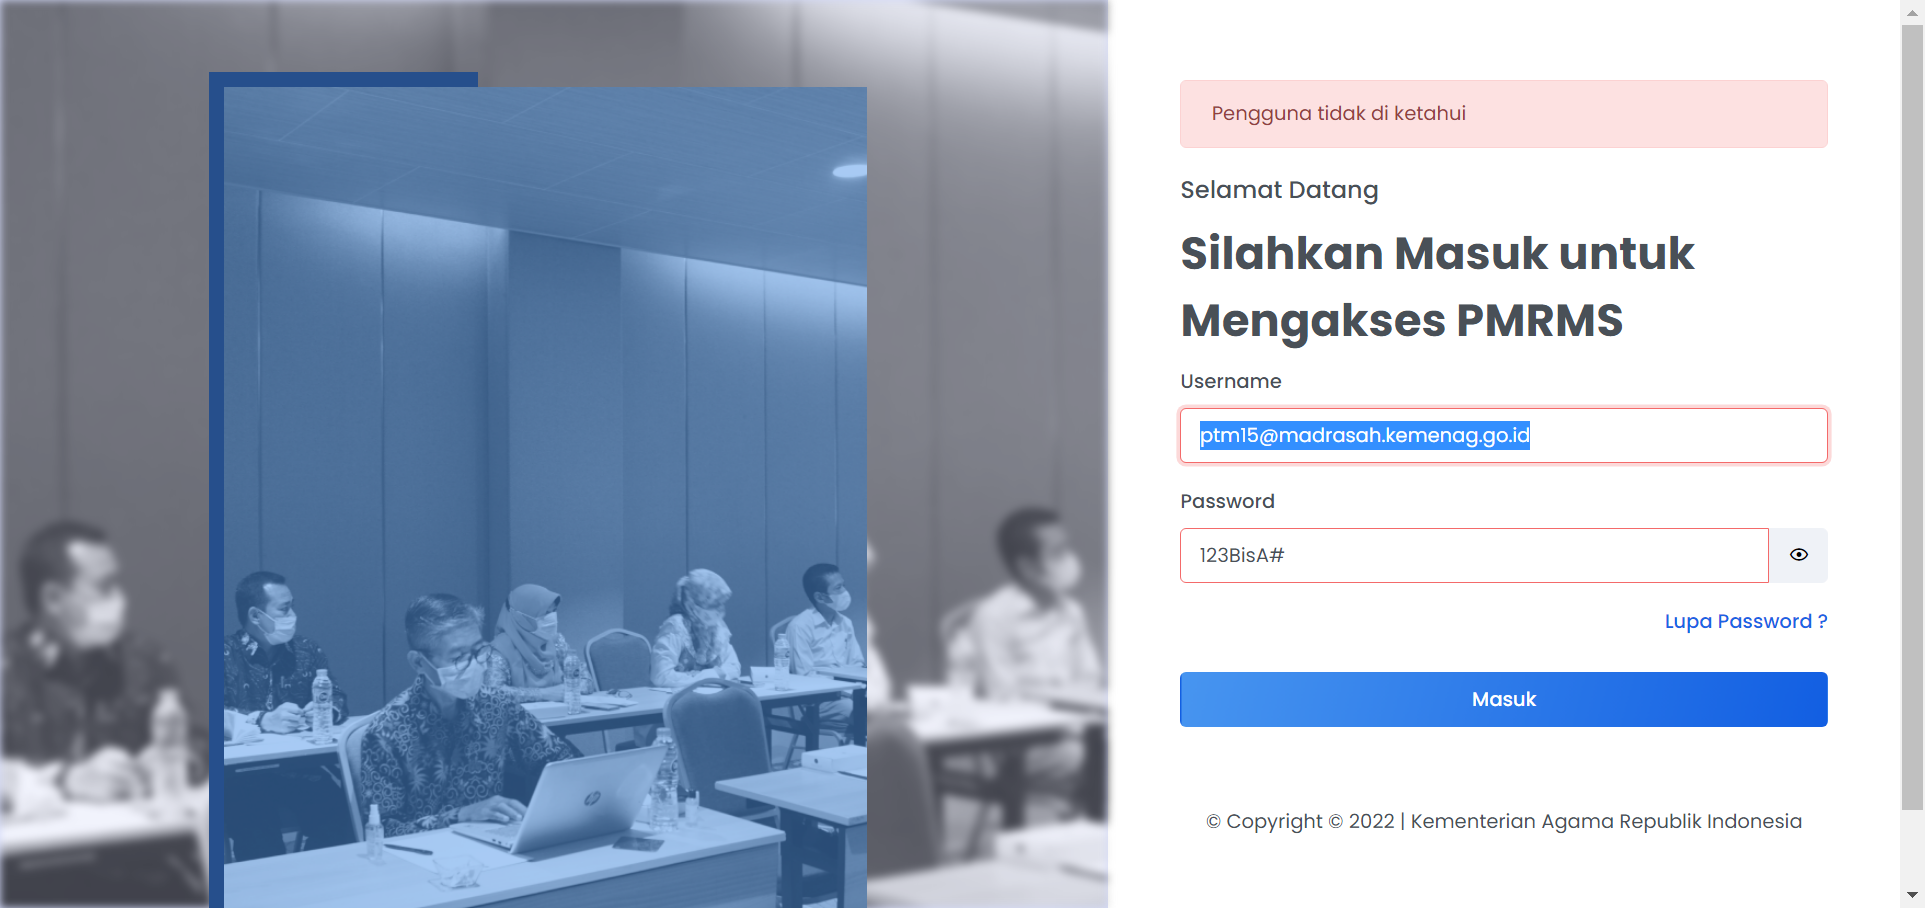 Pengguna tidak di ketahui
Selamat Datang
Silahkan Masuk untuk
Mengakses PMRMS
Username
ptm15@madrasah.kemenag.go.id
Password
123BisA#
Lupa Password ?
Masuk
© Copyright © 2022 | Kementerian Agama Republik Indonesia
hp